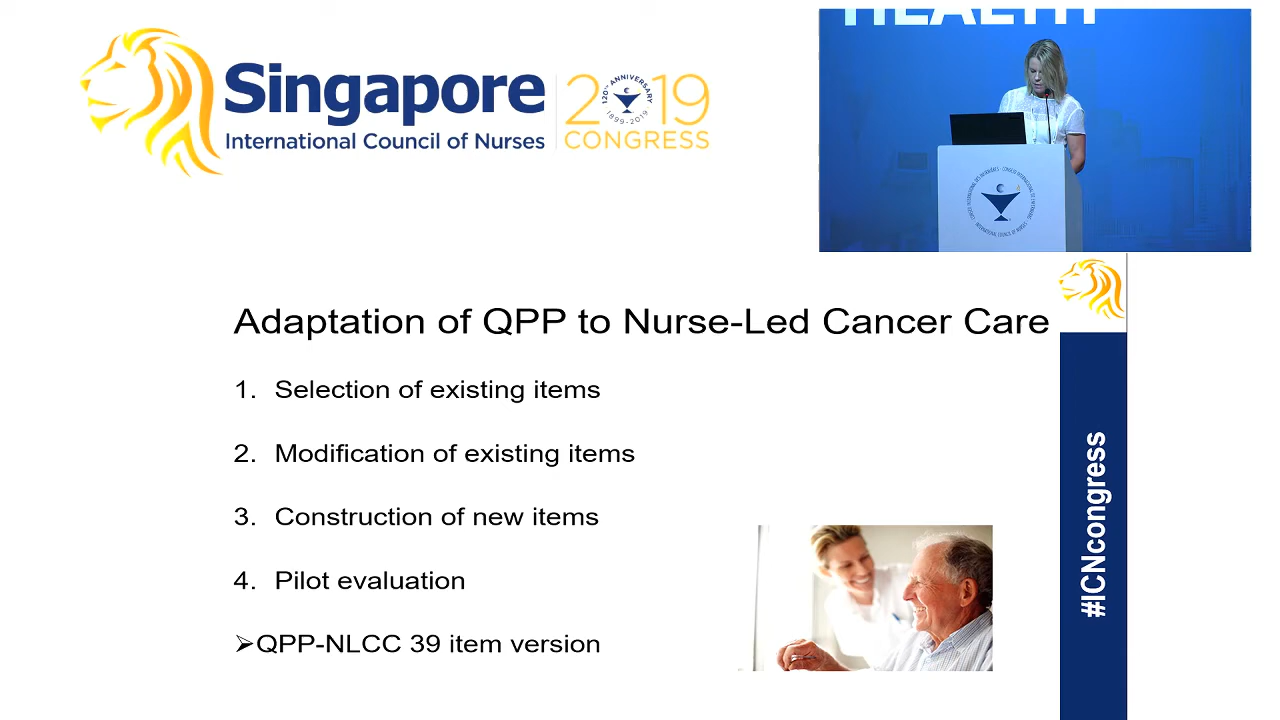 Singapore
International Council of Nurses
2019
CONGRESS
120TH ANNIVERSARY
1899-2019
HEALTH
Adaptation of QPP to Nurse-Led Cancer Care
1. Selection of existing items
2. Modification of existing items
3. Construction of new items
4. Pilot evaluation
➢QPP-NLCC 39 item version
#ICNcongress